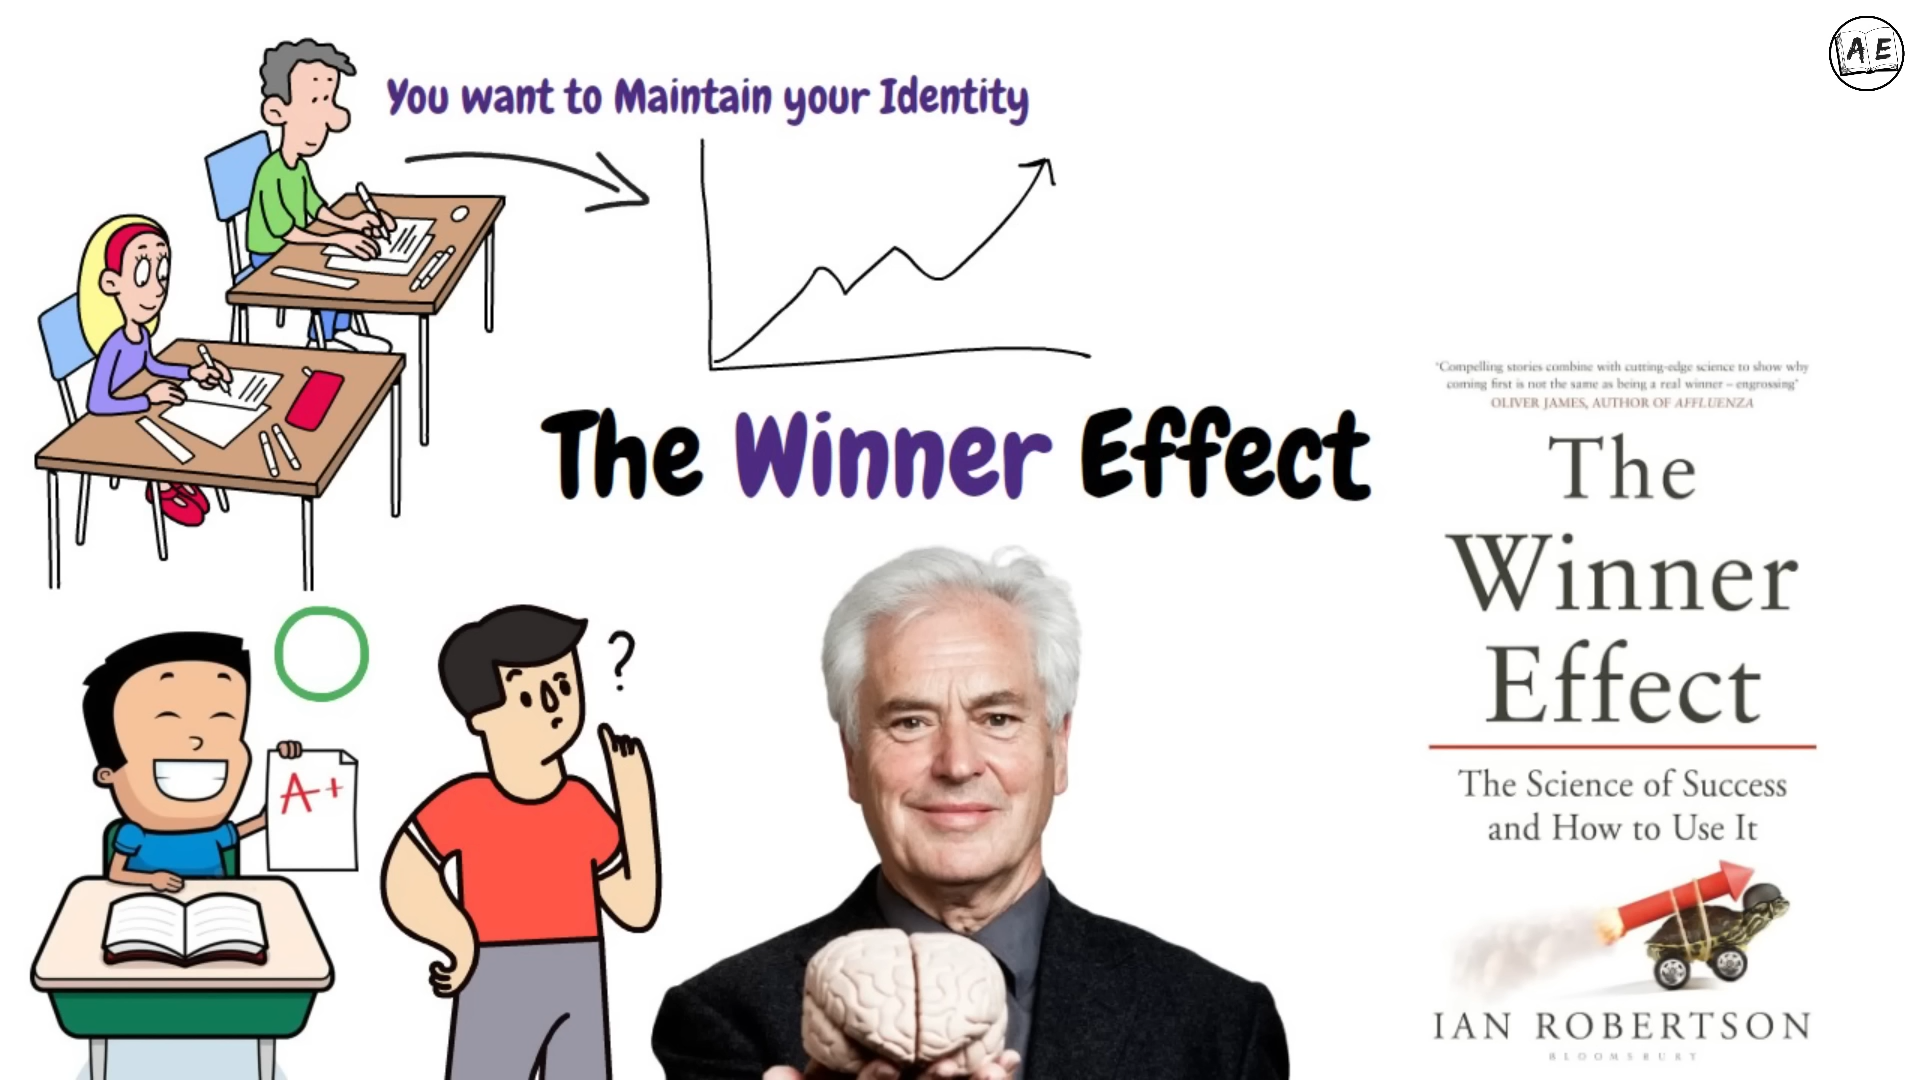 A E
You want to Maintain your Identity
The Winner Effect
?
A+
'Compelling stories combine with cutting-edge science to show why
coming first is not the same as being a real winner – engrossing'
OLIVER JAMES, AUTHOR OF AFFLUENZA
The
Winner
Effect
The Science of Success
and How to Use It
IAN ROBERTSON
BLOOMSBURY